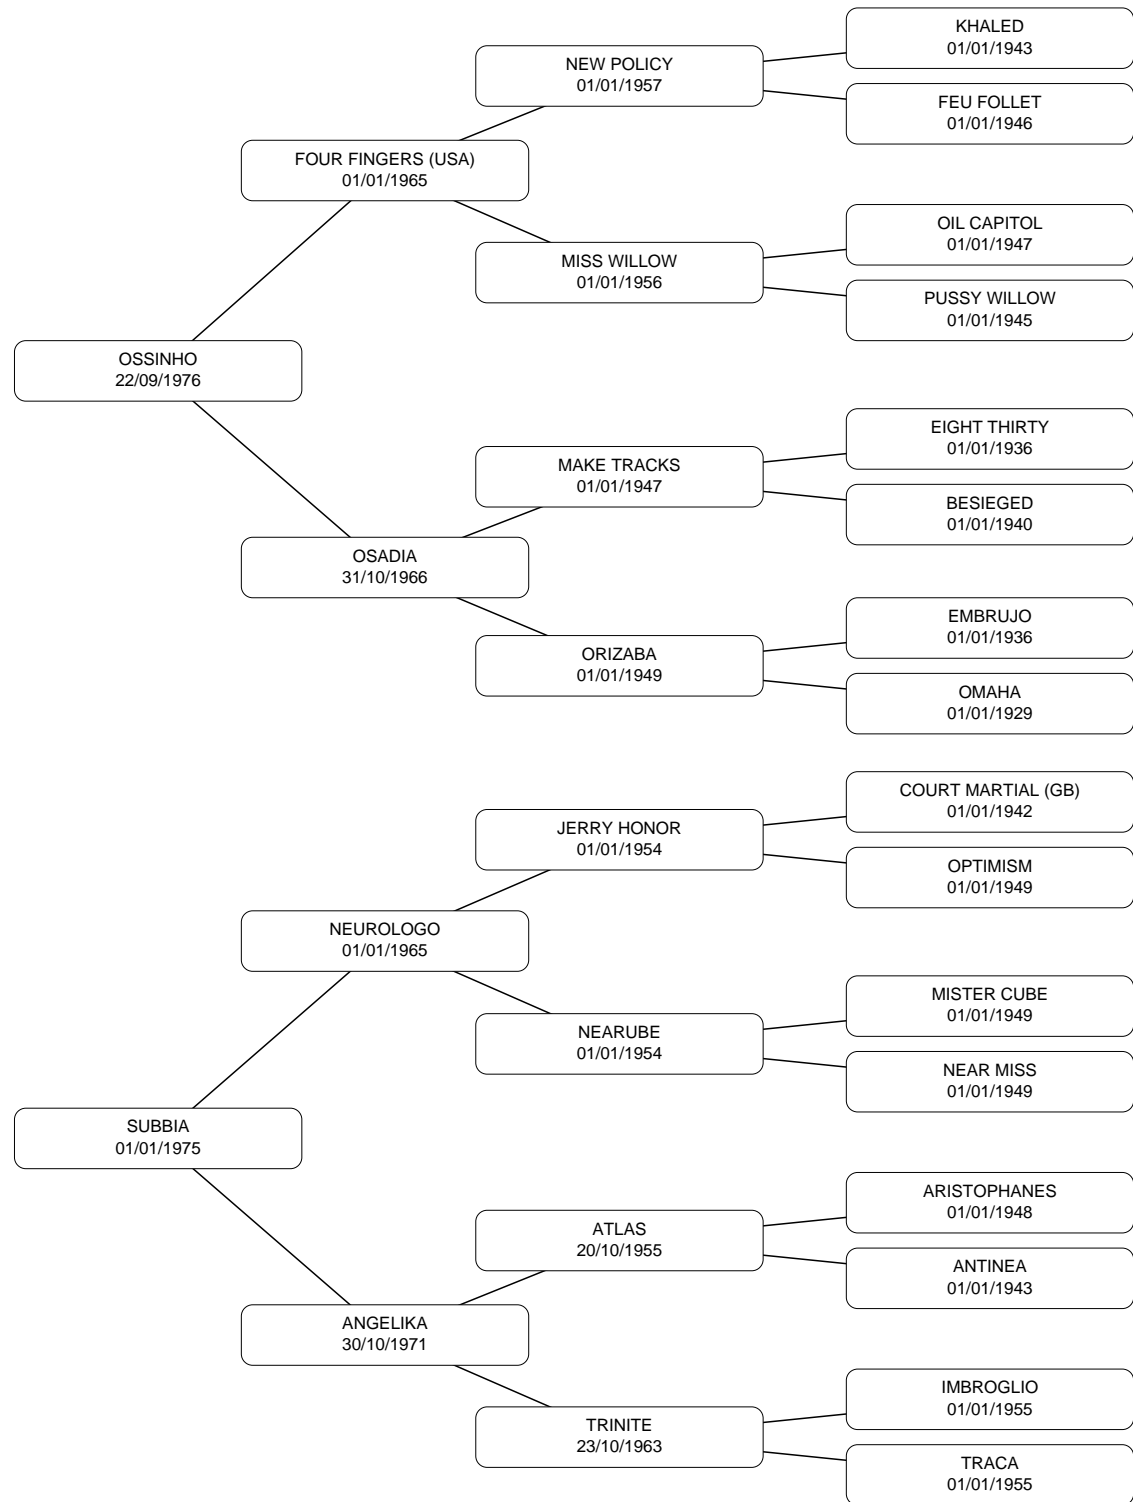 KHALED
01/01/1943
NEW POLICY
01/01/1957
FEU FOLLET
01/01/1946
FOUR FINGERS (USA)
01/01/1965
OIL CAPITOL
01/01/1947
MISS WILLOW
01/01/1956
PUSSY WILLOW
01/01/1945
OSSINHO
22/09/1976
EIGHT THIRTY
01/01/1936
MAKE TRACKS
01/01/1947
BESIEGED
01/01/1940
OSADIA
31/10/1966
EMBRUJO
01/01/1936
ORIZABA
01/01/1949
OMAHA
01/01/1929
COURT MARTIAL (GB)
01/01/1942
JERRY HONOR
01/01/1954
OPTIMISM
01/01/1949
NEUROLOGO
01/01/1965
MISTER CUBE
01/01/1949
NEARUBE
01/01/1954
NEAR MISS
01/01/1949
SUBBIA
01/01/1975
ARISTOPHANES
01/01/1948
ATLAS
20/10/1955
ANTINEA
01/01/1943
ANGELIKA
30/10/1971
IMBROGLIO
01/01/1955
TRINITE
23/10/1963
TRACA
01/01/1955